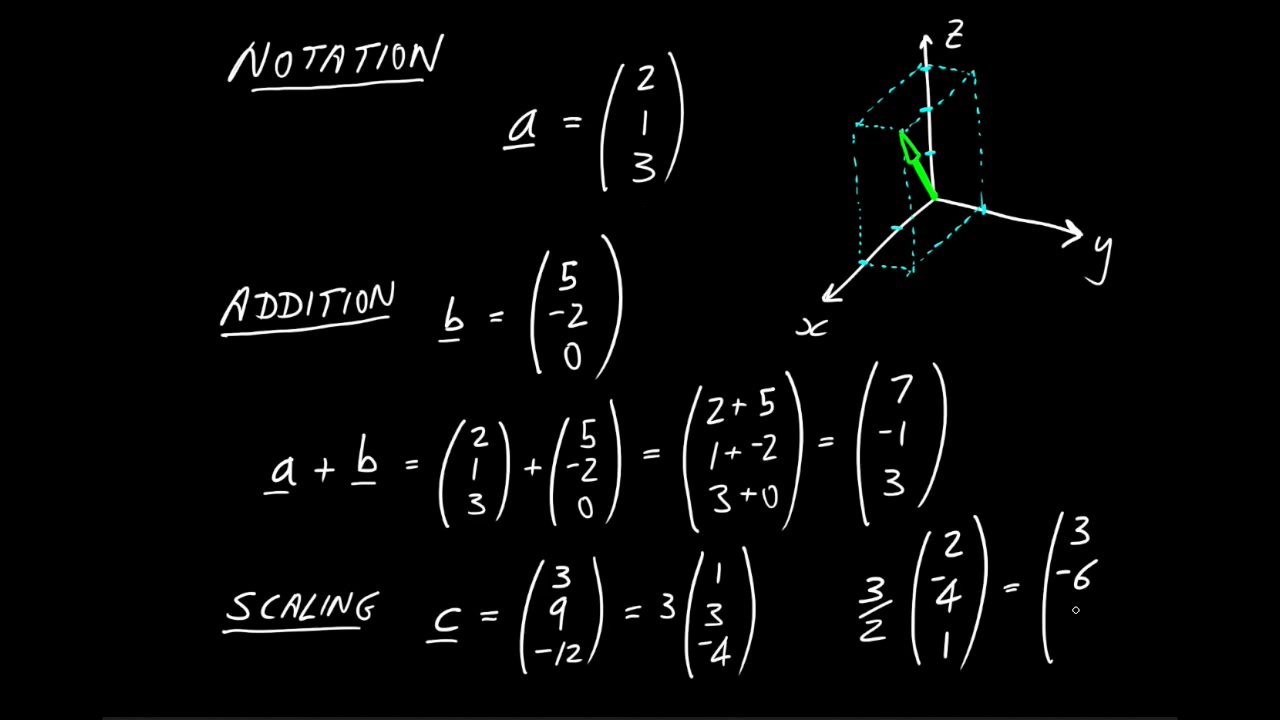 NOTATION
a = (2 1 3)
z
y
x
ADDITION b = (5 -2 0)
a + b = (2 1 3) + (5 -2 0) = (2+5 1+-2 3+0) = (7 -1 3)
SCALING c = (3 9 -12) = 3 (1 3 -4) 3/2 (2 -4 1) = (3 -6